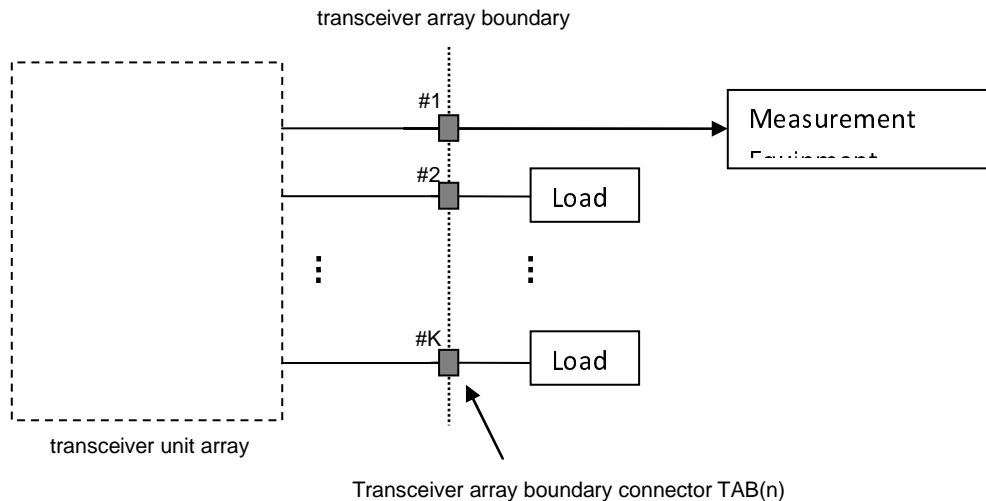 transceiver array boundary
#1
Measurement
#2
Load
#K
Load
transceiver unit array
Transceiver array boundary connector TAB(n)